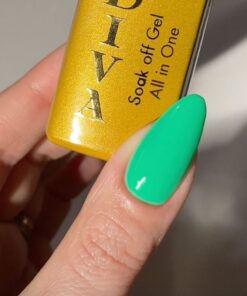 DIVA
Soak off Gel
All in One